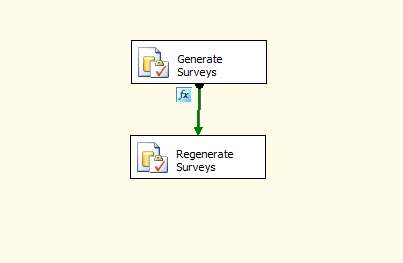 Generate
Surveys
fx
Regenerate
Surveys